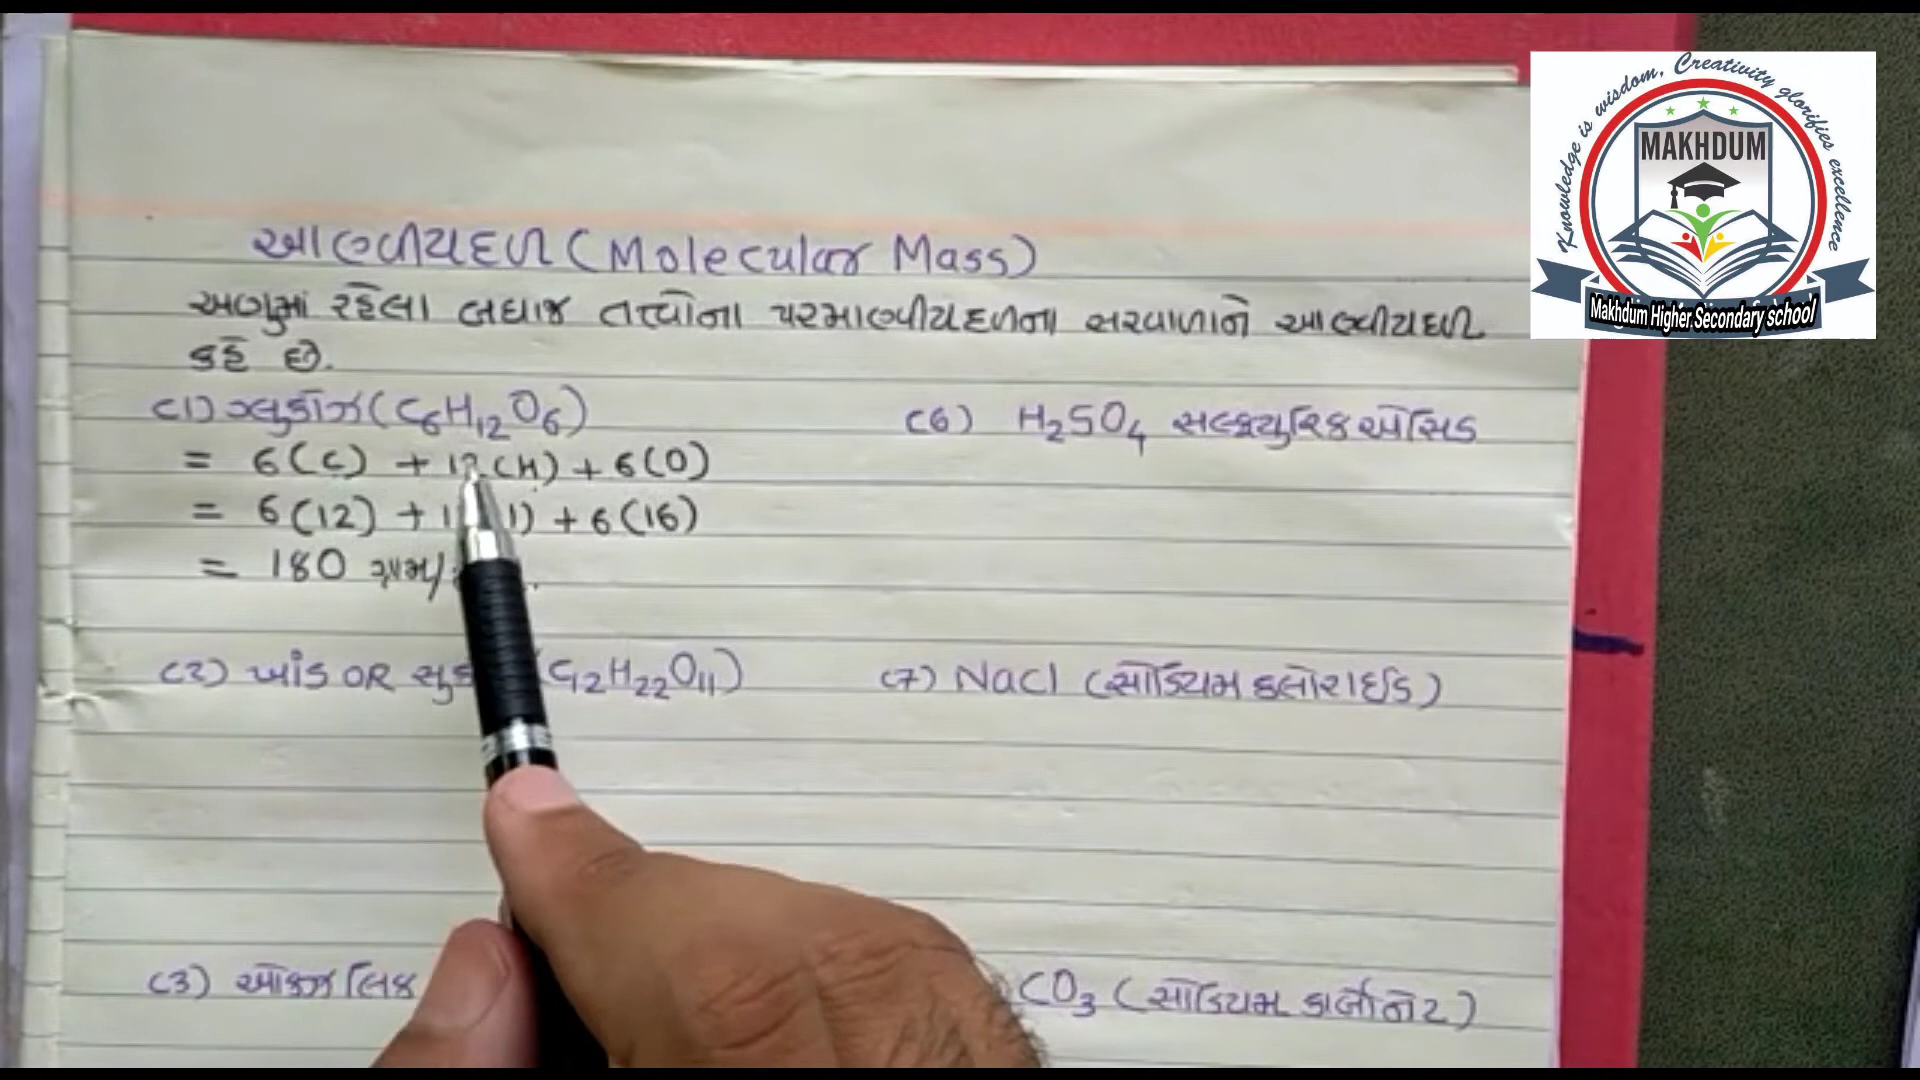 Knowledge is wisdom, Creativity glorifies excellence
MAKHDUM
Makhdum Higher Secondary school
આણ્વીયદળ (Molecular Mass)
અણુમાં રહેલા બધાજ તત્વોના પરમાણ્વીયદળના સરવાળાને આણ્વીયદળ
કહે છે.
(1) ગ્લુકોઝ (C₆H₁₂O₆)
= 6(C) + 12(H) + 6(O)
= 6(12) + 1 1) + 6(16)
= 180 ગ્રામ/
(2) ખાંડ OR (C₁₂H₂₂O₁₁)
(3) ઓક્ઝલિક
(6) H₂SO₄ સલ્ફ્યુરિક એસિડ
(7) NaCl (સોડિયમ ક્લોરાઈડ)
CO₃ (સોડિયમ કાર્બોનેટ)